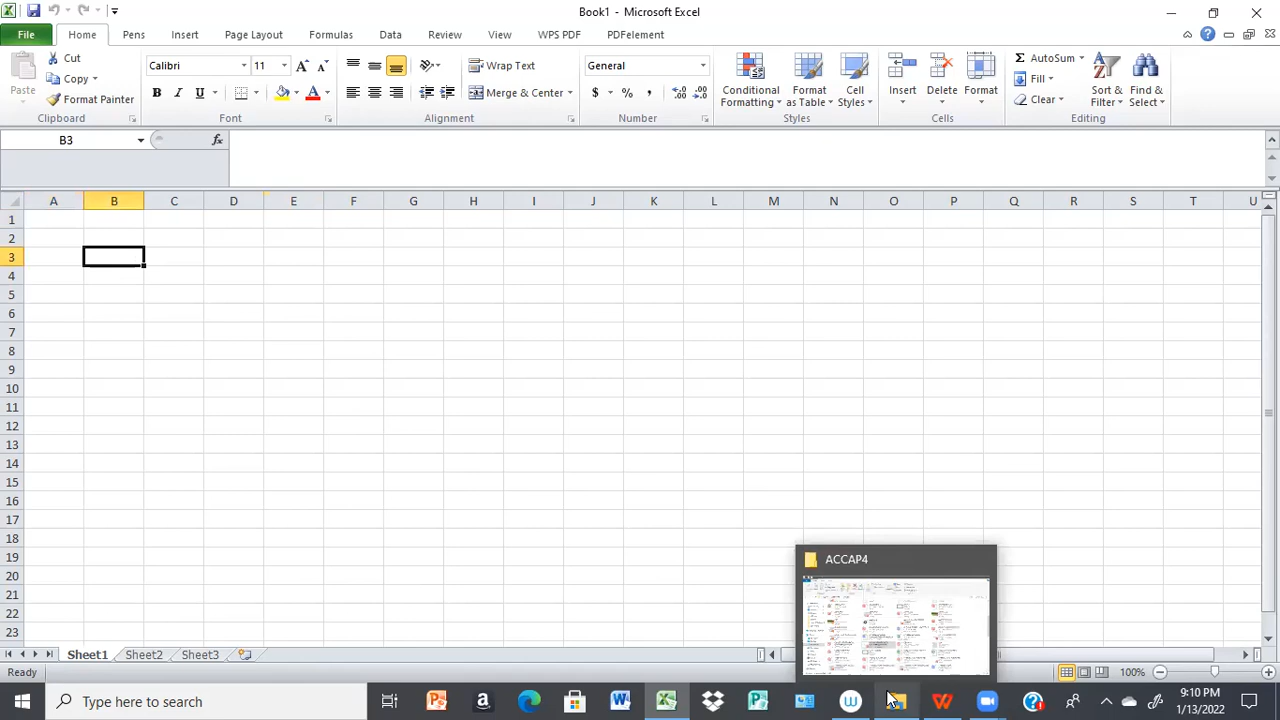 Book1 - Microsoft Excel
File Home Pens Insert Page Layout Formulas Data Review View WPS PDF PDFelement
Paste Cut Copy Format Painter Clipboard
Calibri 11 B I U A Font
Wrap Text Merge & Center Alignment
General $ % , Number
Conditional Formatting Format as Table Cell Styles Styles
Insert Delete Format Cells
Σ AutoSum Fill Clear Sort & Filter Find & Select Editing
B3 fx
A B C D E F G H I J K L M N O P Q R S T U
1
2
3
4
5
6
7
8
9
10
11
12
13
14
15
16
17
18
19
20
21
22
23
ACCAP4
Ready 100%
Type here to search
9:10 PM
1/13/2022